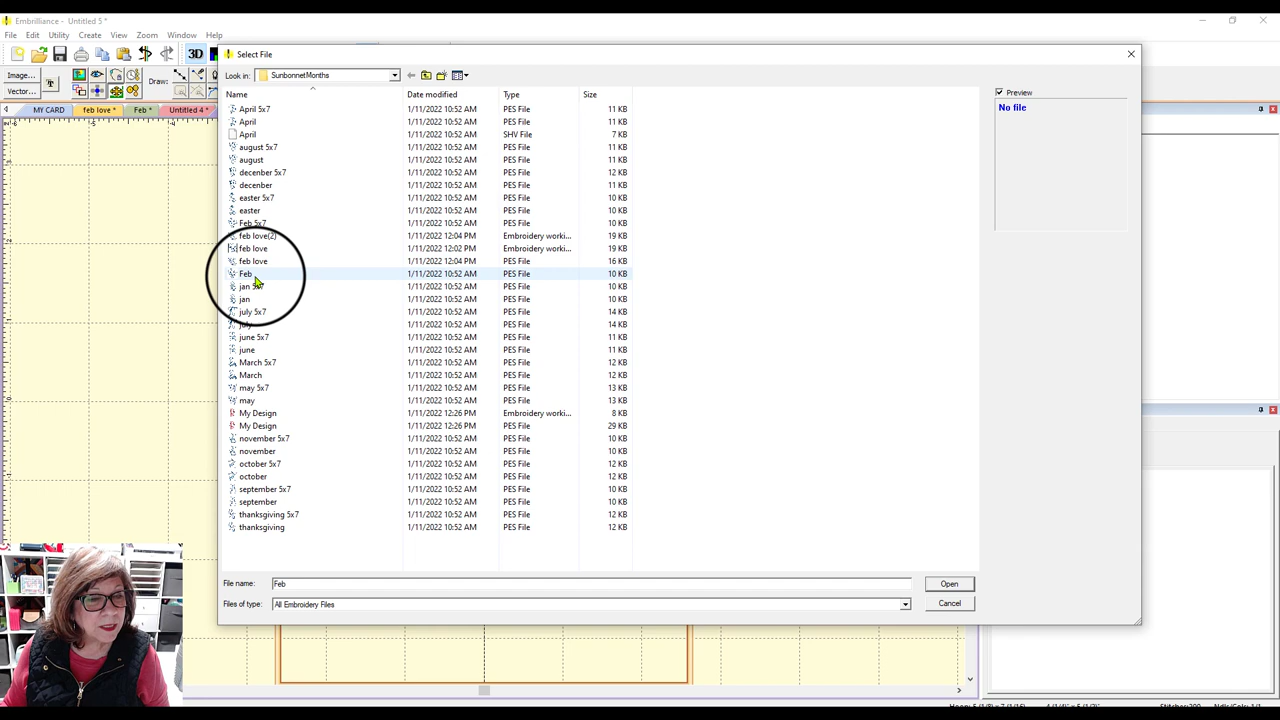 Embrilliance - Untitled 5 *
File Edit Utility Create View Zoom Window Help
Select File
Look in: SunbonnetMonths
3D
Image...
Vector...
Draw:
MY CARD feb love * Feb * Untitled 4 *
Name Date modified Type Size
Preview
No file
April 5x7 1/11/2022 10:52 AM PES File 11 KB
April 1/11/2022 10:52 AM PES File 11 KB
April 1/11/2022 10:52 AM SHV File 7 KB
august 5x7 1/11/2022 10:52 AM PES File 11 KB
august 1/11/2022 10:52 AM PES File 11 KB
decenber 5x7 1/11/2022 10:52 AM PES File 12 KB
decenber 1/11/2022 10:52 AM PES File 12 KB
easter 5x7 1/11/2022 10:52 AM PES File 10 KB
easter 1/11/2022 10:52 AM PES File 10 KB
Feb 5x7 1/11/2022 10:52 AM PES File 10 KB
feb love(2) 1/11/2022 12:04 PM Embroidery worki... 19 KB
feb love 1/11/2022 12:02 PM Embroidery worki... 19 KB
feb love 1/11/2022 12:04 PM PES File 16 KB
Feb 1/11/2022 10:52 AM PES File 10 KB
jan 5x7 1/11/2022 10:52 AM PES File 10 KB
jan 1/11/2022 10:52 AM PES File 10 KB
july 5x7 1/11/2022 10:52 AM PES File 14 KB
july 1/11/2022 10:52 AM PES File 14 KB
june 5x7 1/11/2022 10:52 AM PES File 11 KB
june 1/11/2022 10:52 AM PES File 11 KB
March 5x7 1/11/2022 10:52 AM PES File 12 KB
March 1/11/2022 10:52 AM PES File 12 KB
may 5x7 1/11/2022 10:52 AM PES File 13 KB
may 1/11/2022 10:52 AM PES File 13 KB
My Design 1/11/2022 12:26 PM Embroidery worki... 8 KB
My Design 1/11/2022 12:26 PM PES File 29 KB
november 5x7 1/11/2022 10:52 AM PES File 10 KB
november 1/11/2022 10:52 AM PES File 10 KB
october 5x7 1/11/2022 10:52 AM PES File 10 KB
october 1/11/2022 10:52 AM PES File 10 KB
september 5x7 1/11/2022 10:52 AM PES File 10 KB
september 1/11/2022 10:52 AM PES File 10 KB
thanksgiving 5x7 1/11/2022 10:52 AM PES File 12 KB
thanksgiving 1/11/2022 10:52 AM PES File 12 KB
File name: Feb Open
Files of type: All Embroidery Files Cancel